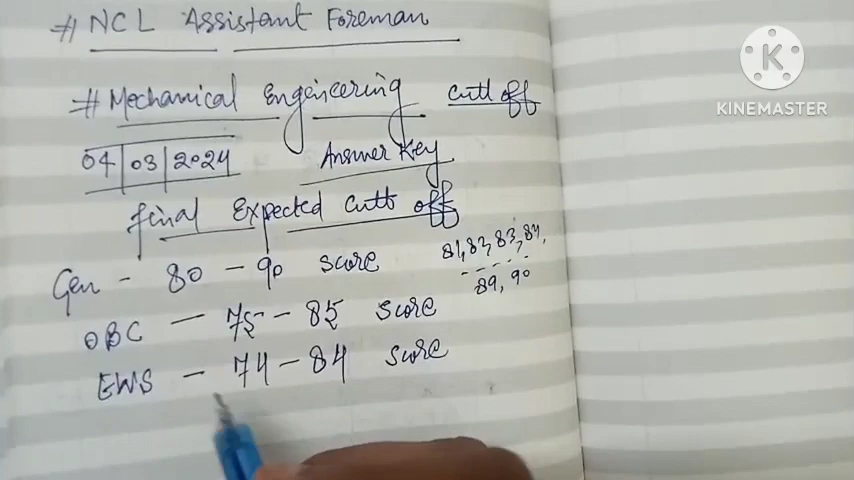 # NCL Assistant Foreman
# Mechanical Engineering Cutt off
04|03|2024 Answer Key
final Expected Cutt off
Gen - 80 - 90 Score
81, 82, 83, 84,
- - - - -
89, 90
OBC - 75 - 85 Score
EWS - 74 - 84 Score
K
KINEMASTER